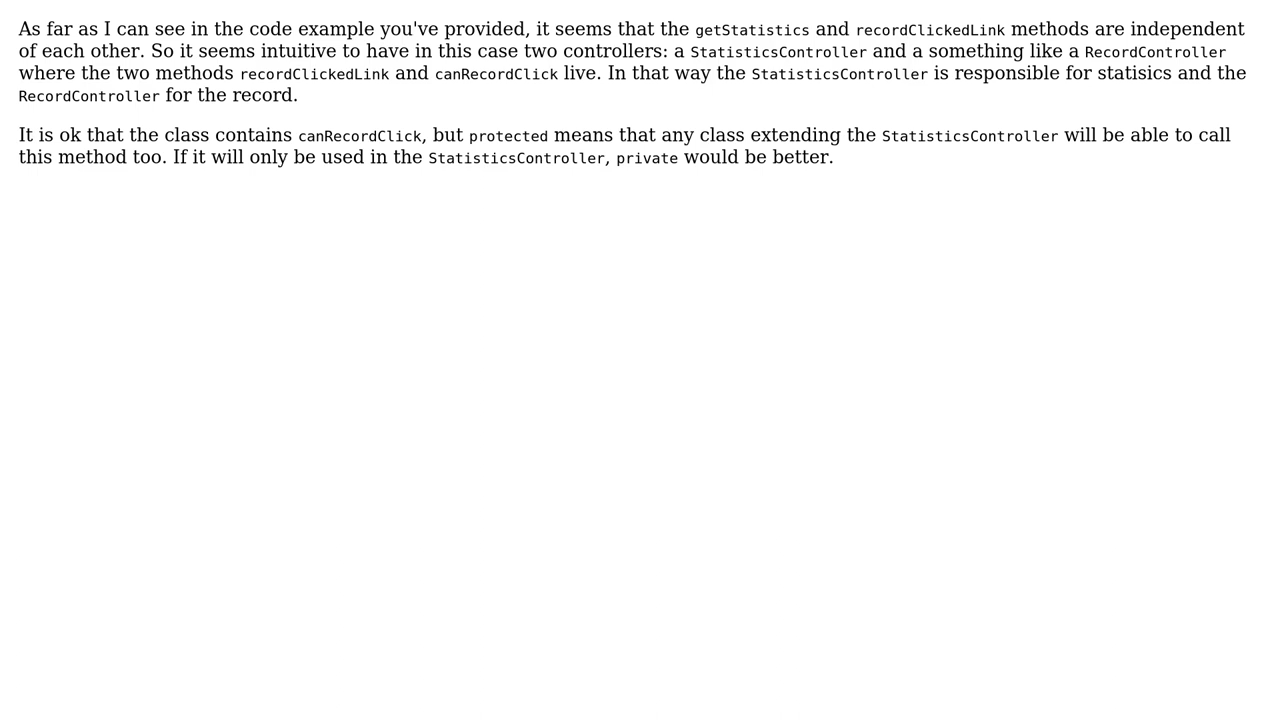 As far as I can see in the code example you've provided, it seems that the getStatistics and recordClickedLink methods are independent
of each other. So it seems intuitive to have in this case two controllers: a StatisticsController and a something like a RecordController
where the two methods recordClickedLink and canRecordClick live. In that way the StatisticsController is responsible for statisics and the
RecordController for the record.
It is ok that the class contains canRecordClick, but protected means that any class extending the StatisticsController will be able to call
this method too. If it will only be used in the StatisticsController, private would be better.